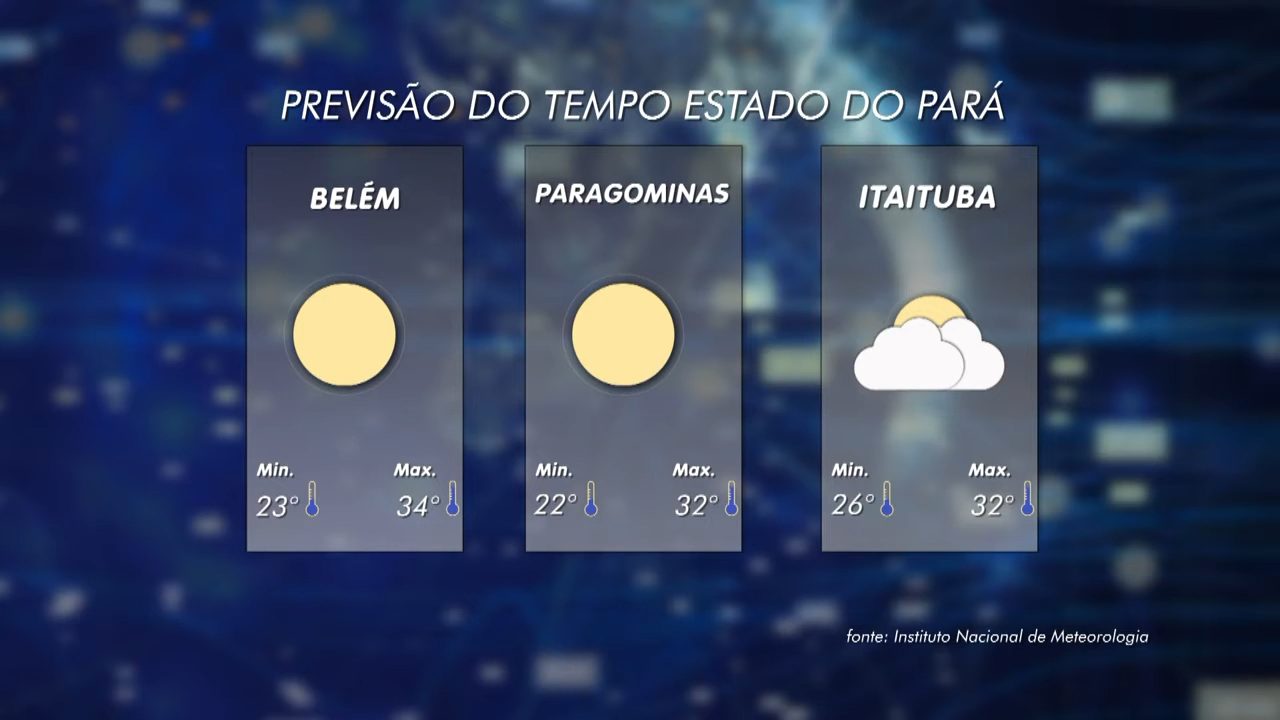 PREVISÃO DO TEMPO ESTADO DO PARÁ
BELÉM
Min. Max.
23° 34°
PARAGOMINAS
Min. Max.
22° 32°
ITAITUBA
Min. Max.
26° 32°
fonte: Instituto Nacional de Meteorologia